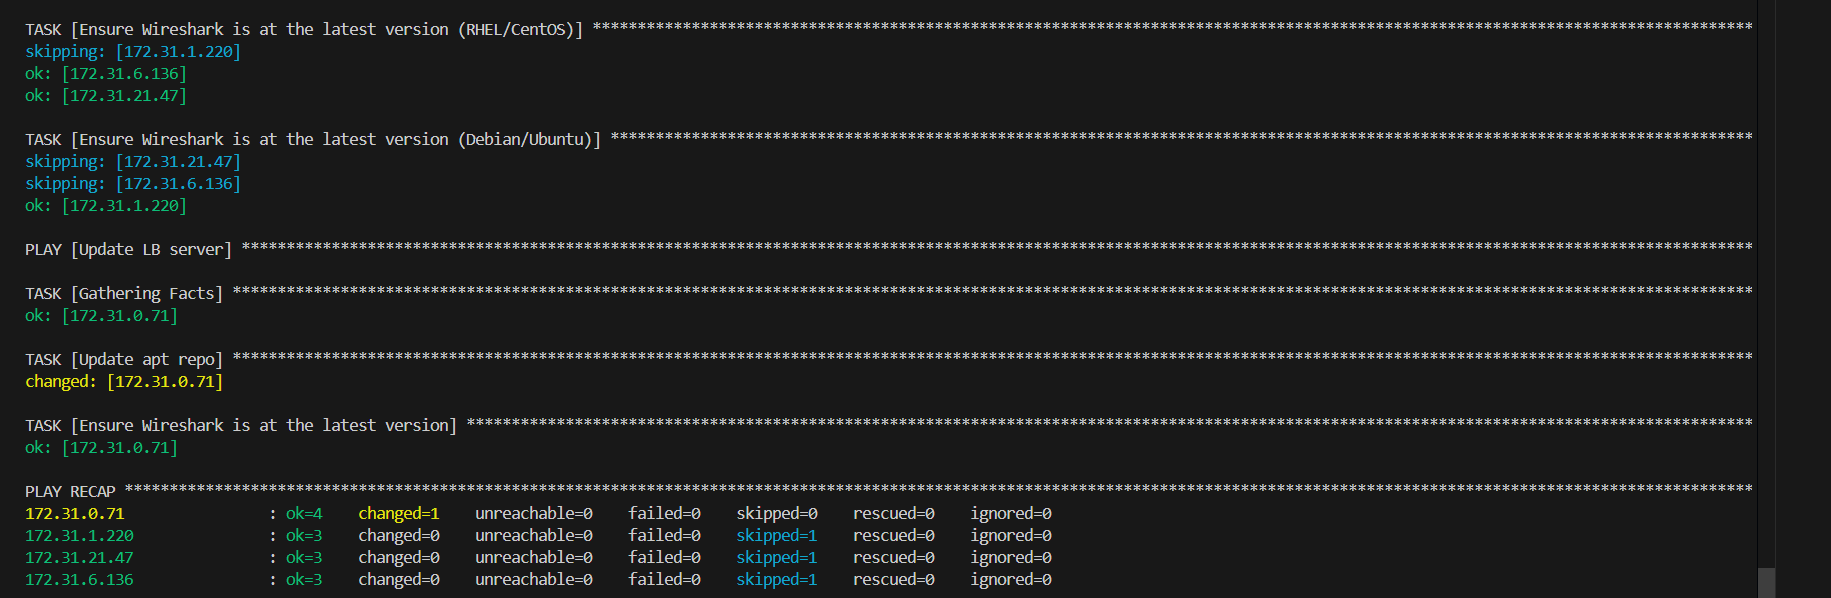 TASK [Ensure Wireshark is at the latest version (RHEL/CentOS)] *********************************************************************************************************************************
skipping: [172.31.1.220]
ok: [172.31.6.136]
ok: [172.31.21.47]
TASK [Ensure Wireshark is at the latest version (Debian/Ubuntu)] *******************************************************************************************************************************
skipping: [172.31.21.47]
skipping: [172.31.6.136]
ok: [172.31.1.220]
PLAY [Update LB server] ************************************************************************************************************************************************************************
TASK [Gathering Facts] *************************************************************************************************************************************************************************
ok: [172.31.0.71]
TASK [Update apt repo] *************************************************************************************************************************************************************************
changed: [172.31.0.71]
TASK [Ensure Wireshark is at the latest version] ***********************************************************************************************************************************************
ok: [172.31.0.71]
PLAY RECAP *************************************************************************************************************************************************************************************
172.31.0.71                : ok=4    changed=1    unreachable=0    failed=0    skipped=0    rescued=0    ignored=0
172.31.1.220               : ok=3    changed=0    unreachable=0    failed=0    skipped=1    rescued=0    ignored=0
172.31.21.47               : ok=3    changed=0    unreachable=0    failed=0    skipped=1    rescued=0    ignored=0
172.31.6.136               : ok=3    changed=0    unreachable=0    failed=0    skipped=1    rescued=0    ignored=0